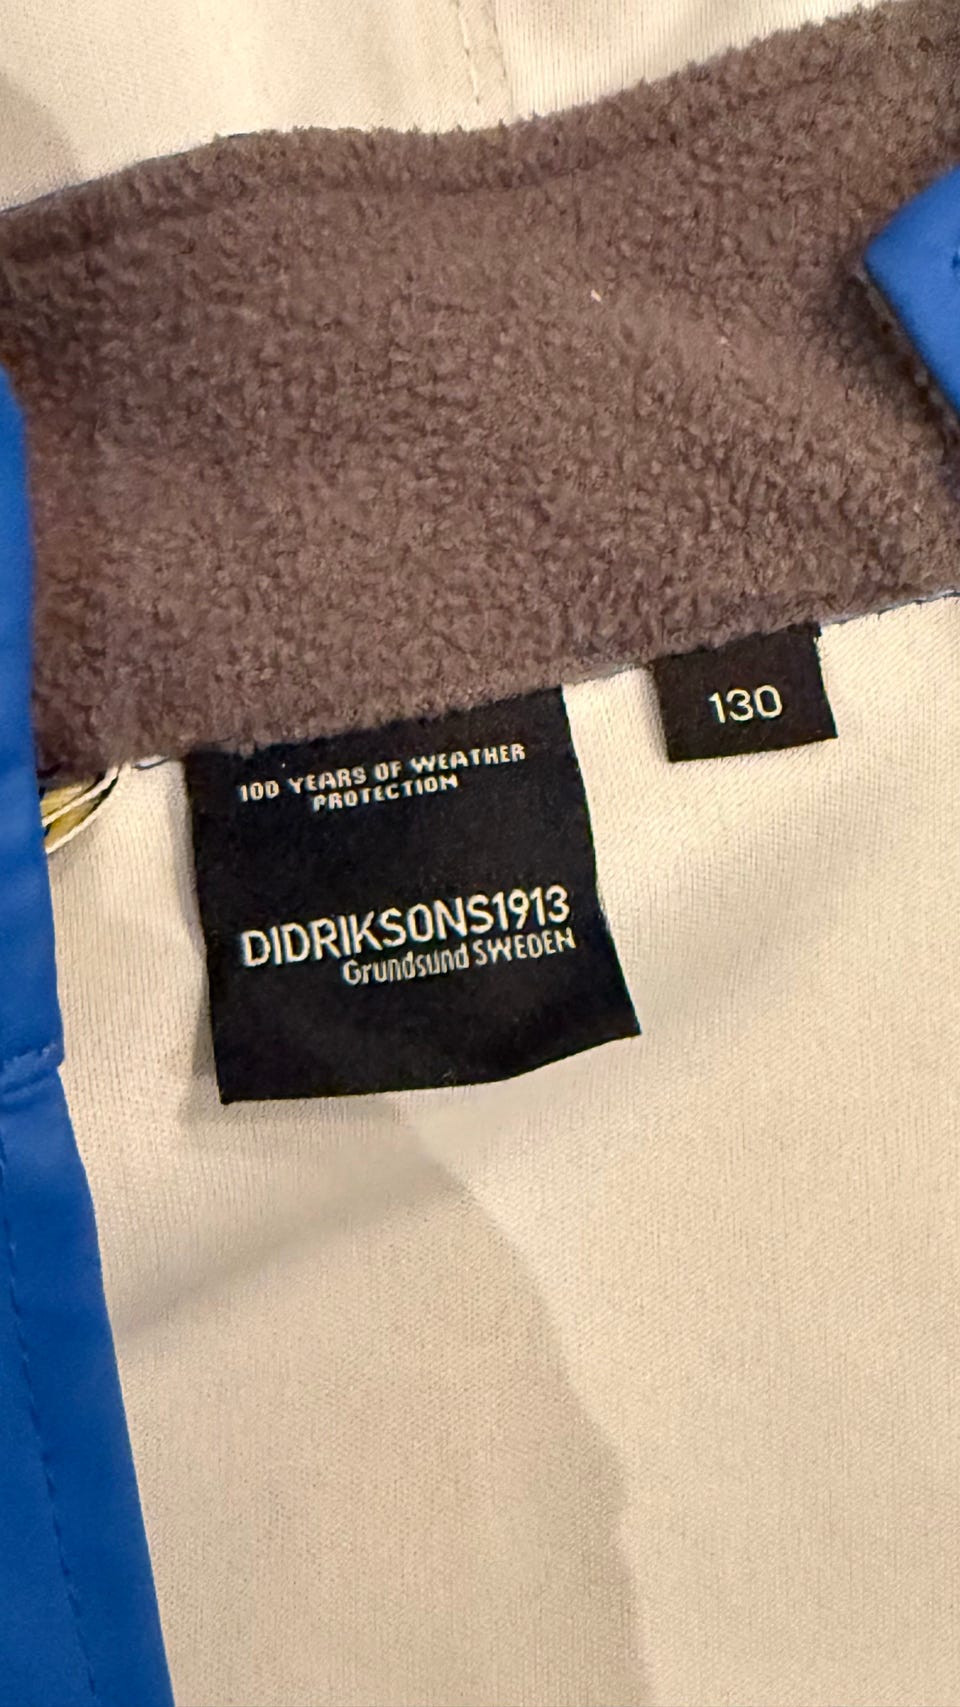 100 YEARS OF WEATHER
PROTECTION
DIDRIKSONS1913
Grundsund SWEDEN
130